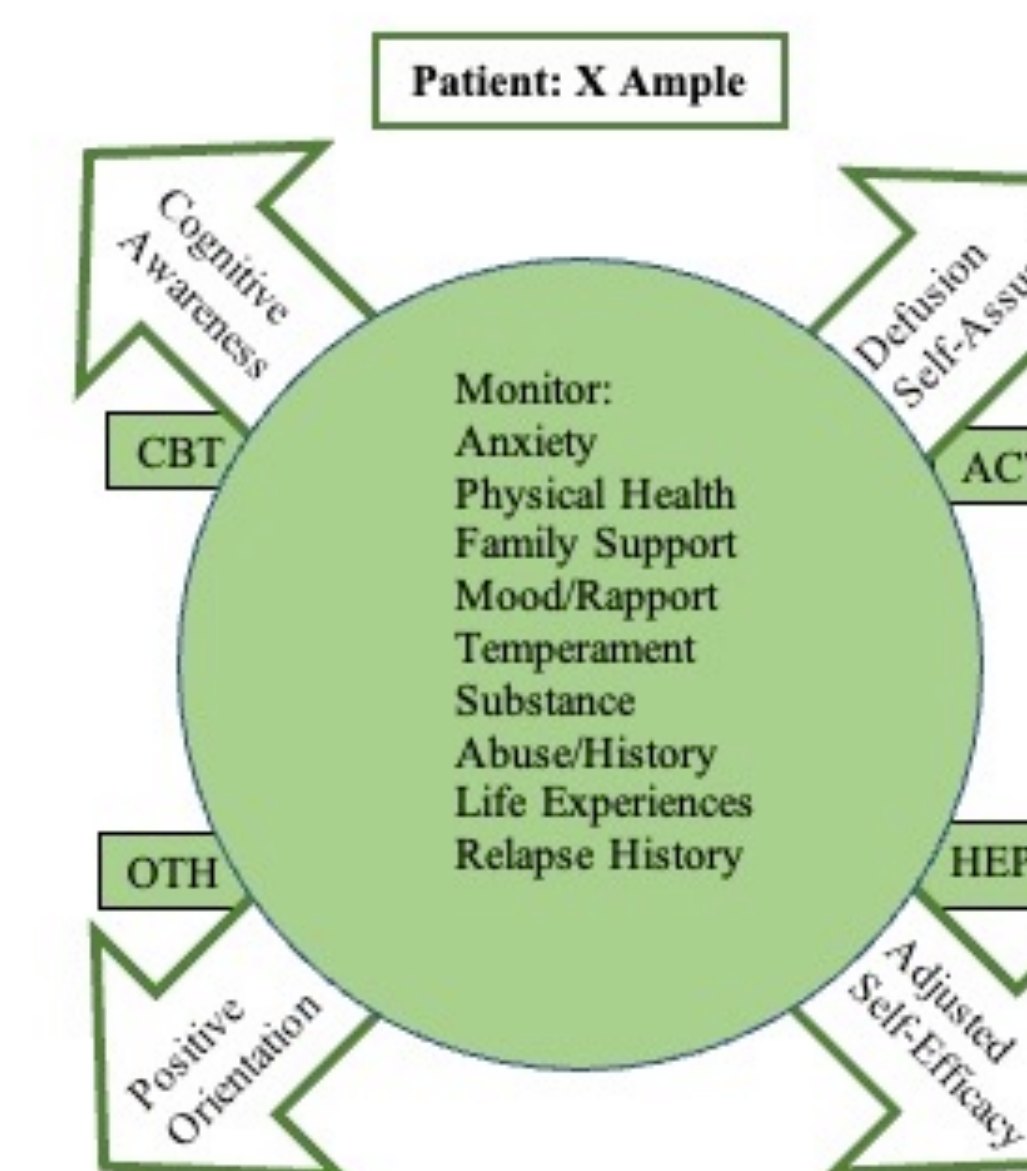 Patient: X Ample
Cognitive
Awareness
Defusion
CBT
Monitor:
Anxiety
Physical Health
Family Support
Mood/Rapport
Temperament
Substance
Abuse/History
Life Experiences
Relapse History
OTH
Positive
Orientation
Adjusted
Self-Efficacy